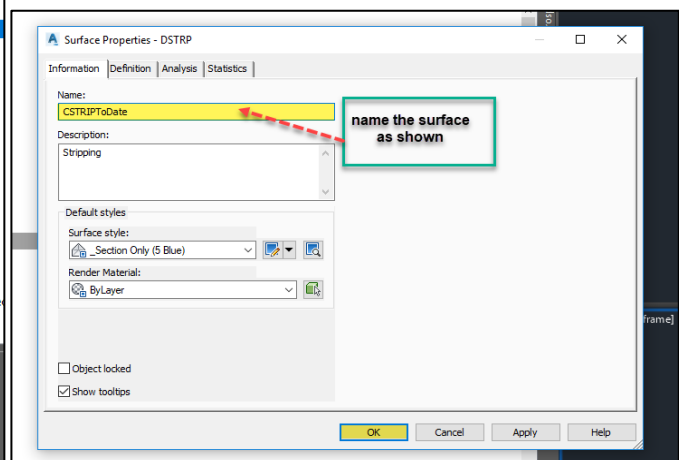 Surface Properties - DSTRP
Information Definition Analysis Statistics
Name:
CSTRIPToDate
name the surface
as shown
Description:
Stripping
Default styles
Surface style:
_Section Only (5 Blue)
Render Material:
ByLayer
frame]
Object locked
Show tooltips
OK Cancel Apply Help